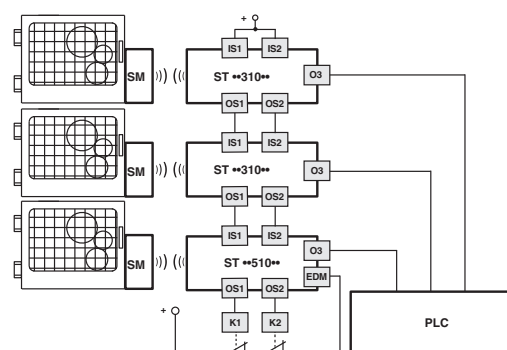 +
IS1 IS2
SM
ST ••310••
O3
OS1 OS2
IS1 IS2
SM
ST ••310••
O3
OS1 OS2
IS1 IS2
O3
SM
ST ••510••
EDM
OS1 OS2
+
K1 K2
PLC